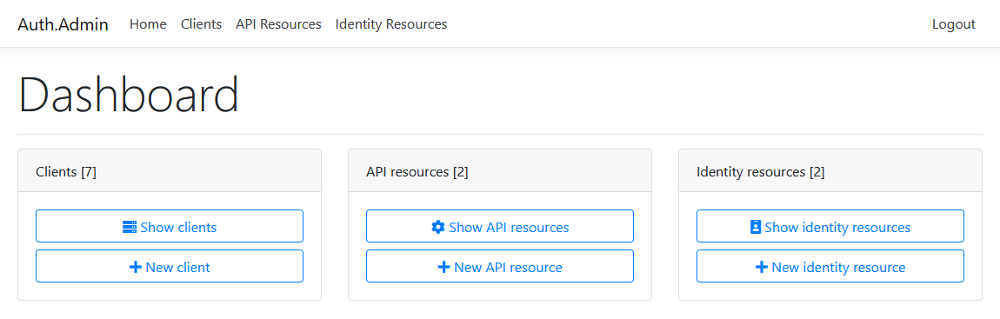 Auth.Admin Home Clients API Resources Identity Resources Logout
Dashboard
Clients [7]
Show clients
New client
API resources [2]
Show API resources
New API resource
Identity resources [2]
Show identity resources
New identity resource